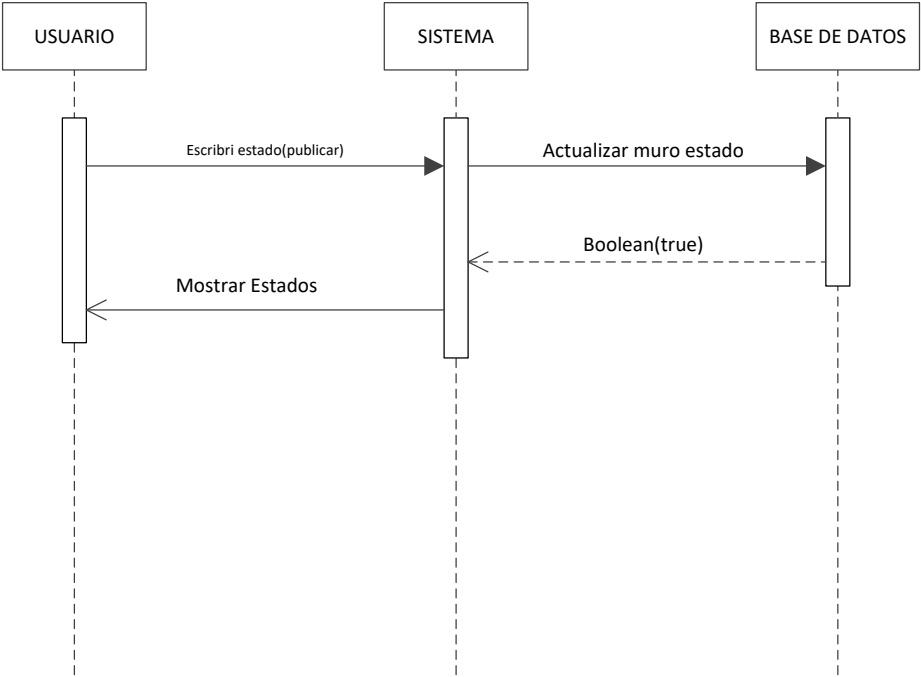 USUARIO
SISTEMA
BASE DE DATOS
Escribri estado(publicar)
Actualizar muro estado
Boolean(true)
Mostrar Estados